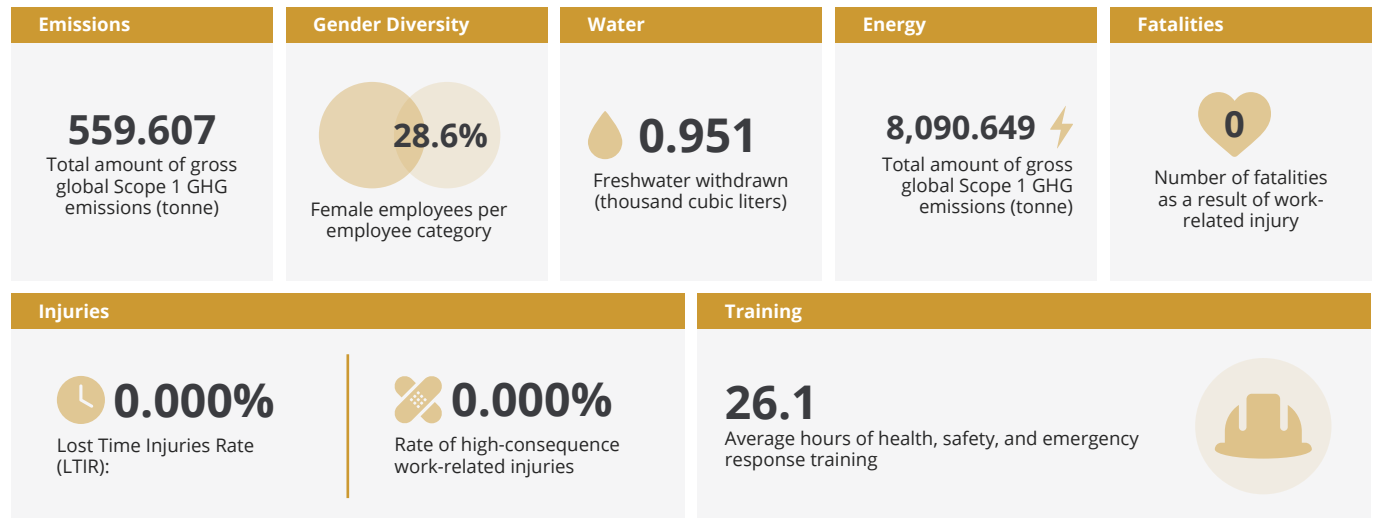 Emissions
559.607
Total amount of gross
global Scope 1 GHG
emissions (tonne)
Gender Diversity
28.6%
Female employees per
employee category
Water
0.951
Freshwater withdrawn
(thousand cubic liters)
Energy
8,090.649
Total amount of gross
global Scope 1 GHG
emissions (tonne)
Fatalities
0
Number of fatalities
as a result of work-
related injury
Injuries
0.000%
Lost Time Injuries Rate
(LTIR):
0.000%
Rate of high-consequence
work-related injuries
Training
26.1
Average hours of health, safety, and emergency
response training